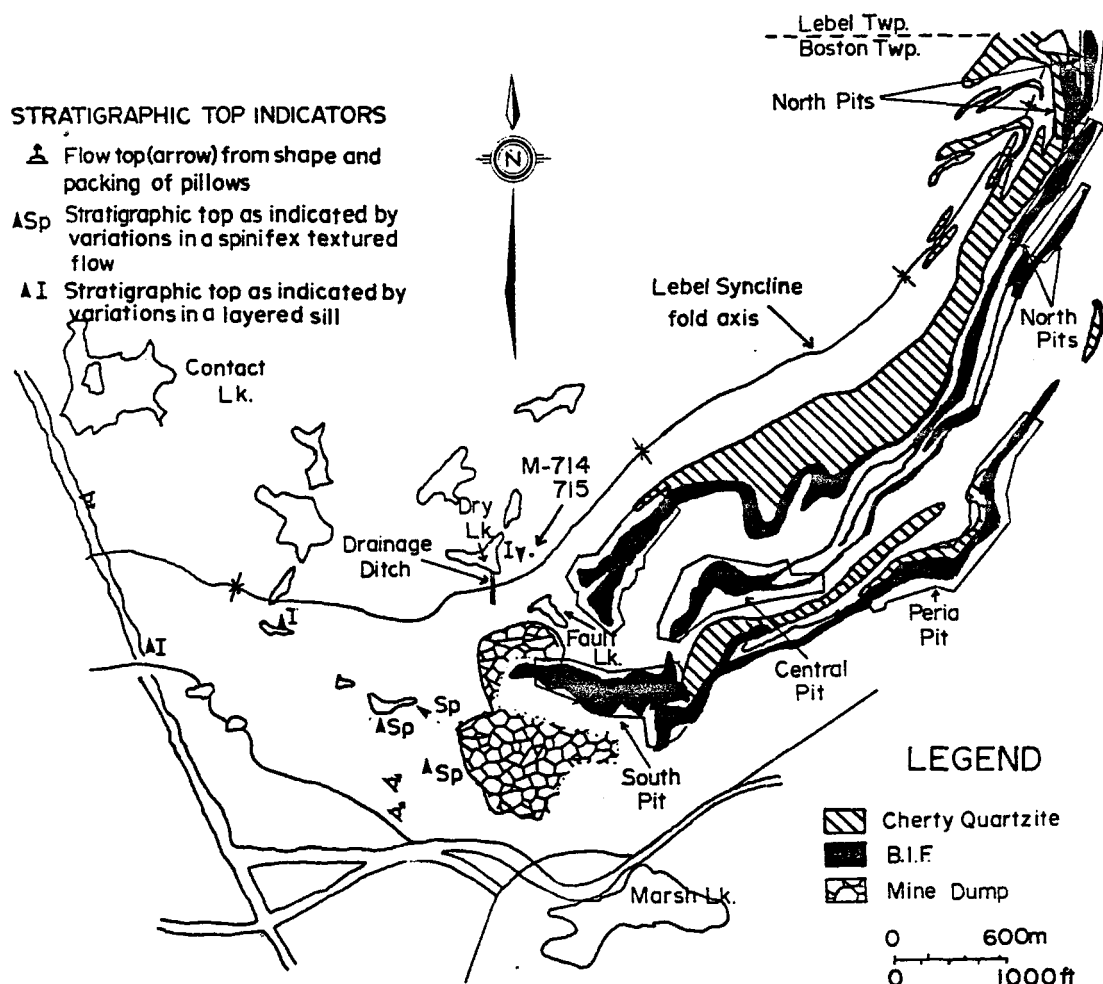 Lebel Twp.
Boston Twp.
North Pits
STRATIGRAPHIC TOP INDICATORS
Flow top(arrow) from shape and
packing of pillows
Sp Stratigraphic top as indicated by
variations in a spinifex textured
flow
I Stratigraphic top as indicated by
variations in a layered sill
N
Lebel Syncline
fold axis
North
Pits
Contact
Lk.
M-714
715
Dry
Lk.
I
Drainage
Ditch
I
I
Fault
Lk.
Peria
Pit
Central
Pit
Sp
Sp
Sp
South
Pit
Marsh Lk.
LEGEND
Cherty Quartzite
B.I.F.
Mine Dump
0 600m
0 1000ft